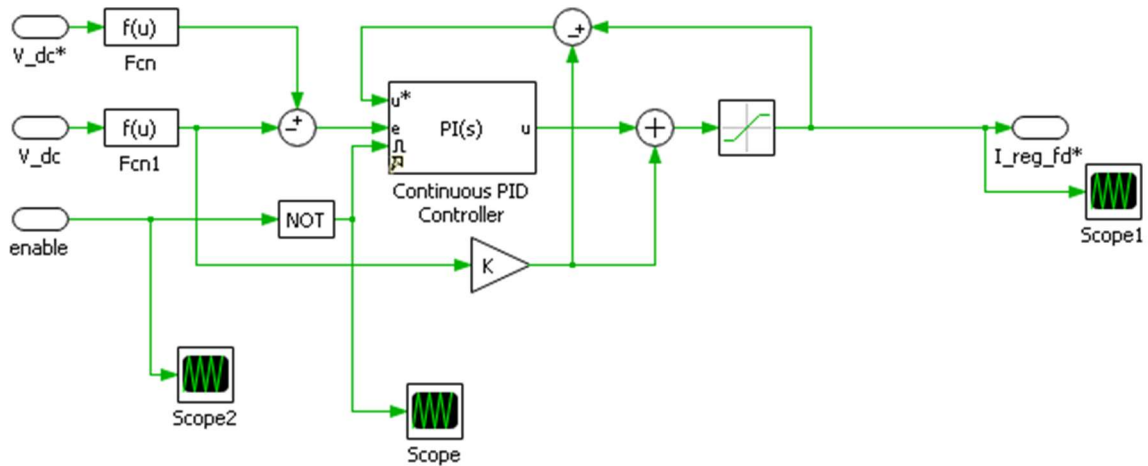 V_dc*
f(u)
Fcn
V_dc
f(u)
Fcn1
enable
NOT
u*
e
PI(s)
u
Continuous PID
Controller
K
I_reg_fd*
Scope1
Scope2
Scope